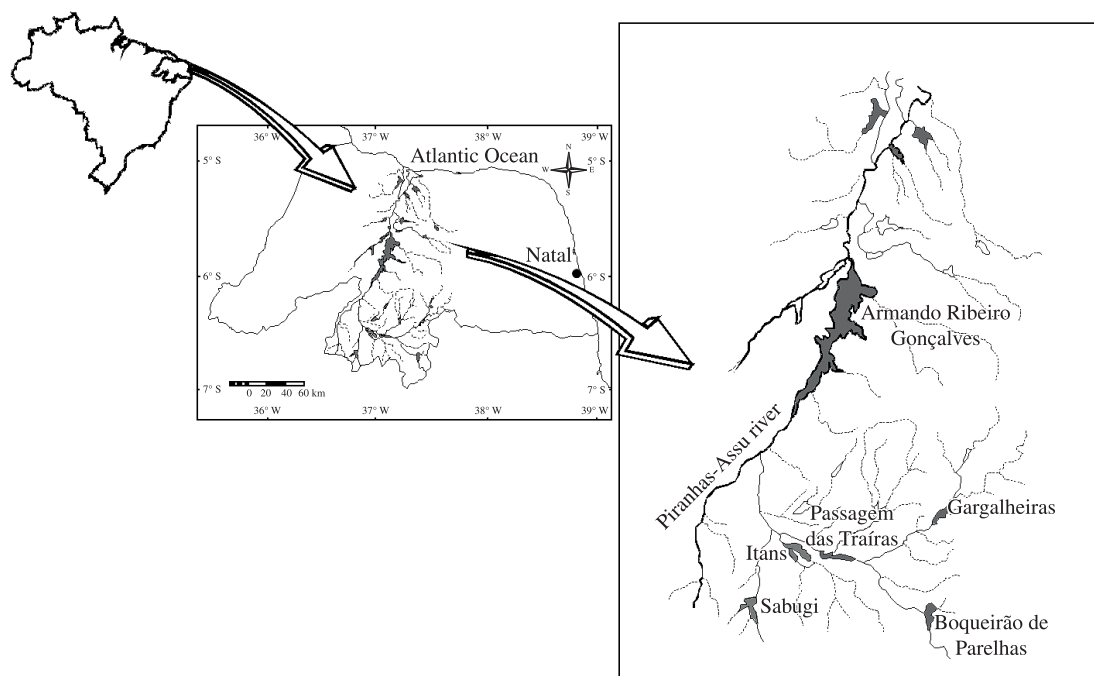 36° W 37° W 38° W 39° W
5° S 5° S
Atlantic Ocean
N
W E
S
Natal
6° S 6° S
7° S 7° S
0 20 40 60 km
36° W 37° W 38° W 39° W
Armando Ribeiro
Gonçalves
Piranhas-Assu river
Passagem
das Traíras
Gargalheiras
Itans
Sabugi
Boqueirão de
Parelhas